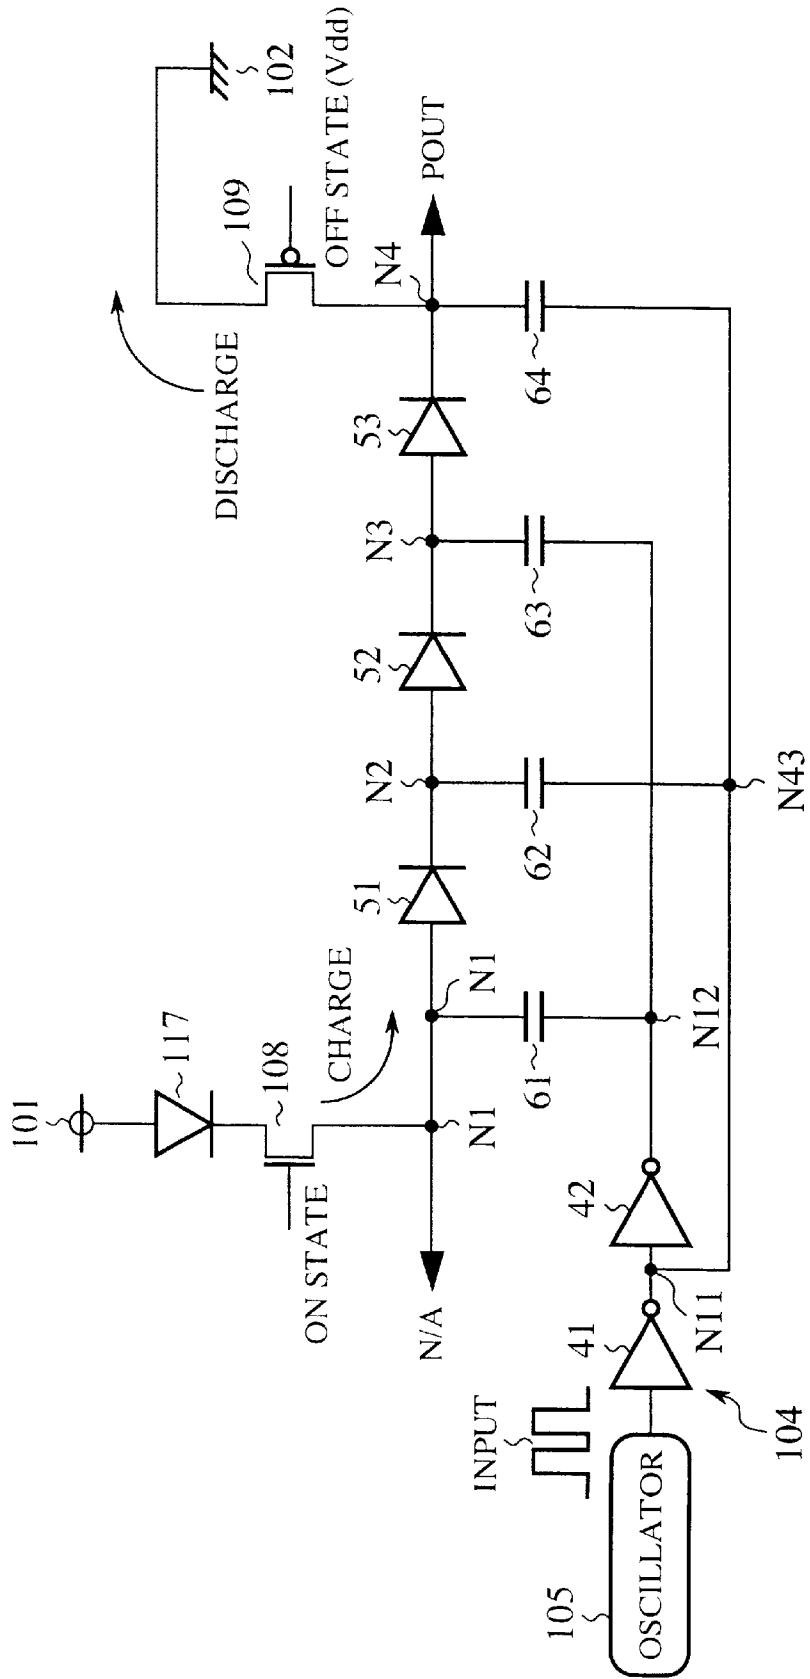 101
117
108
ON STATE
CHARGE
N/A
N1
N1
51
N2
52
N3
53
N4
POUT
DISCHARGE
109
OFF STATE (Vdd)
102
61
62
63
64
INPUT
105
OSCILLATOR
41
104
N11
42
N12
N43